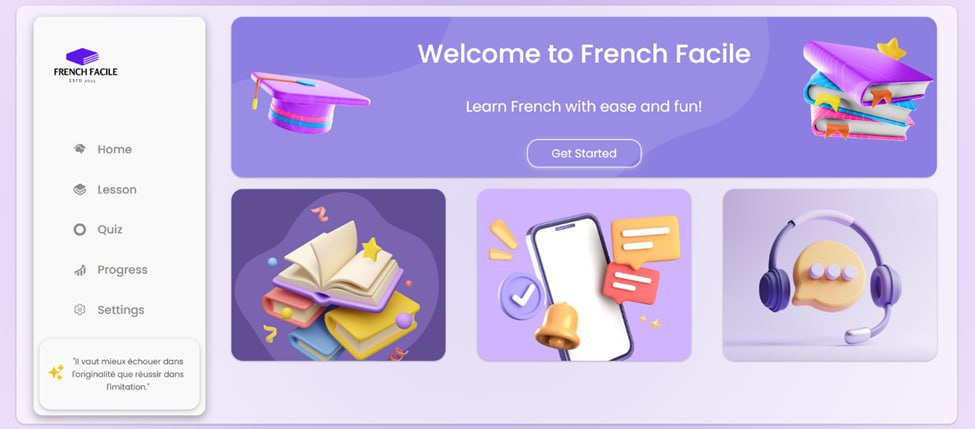 FRENCH FACILE
ESTD 2021
Home
Lesson
Quiz
Progress
Settings
"Il vaut mieux échouer dans
l'originalité que réussir dans
l'imitation."
Welcome to French Facile
Learn French with ease and fun!
Get Started